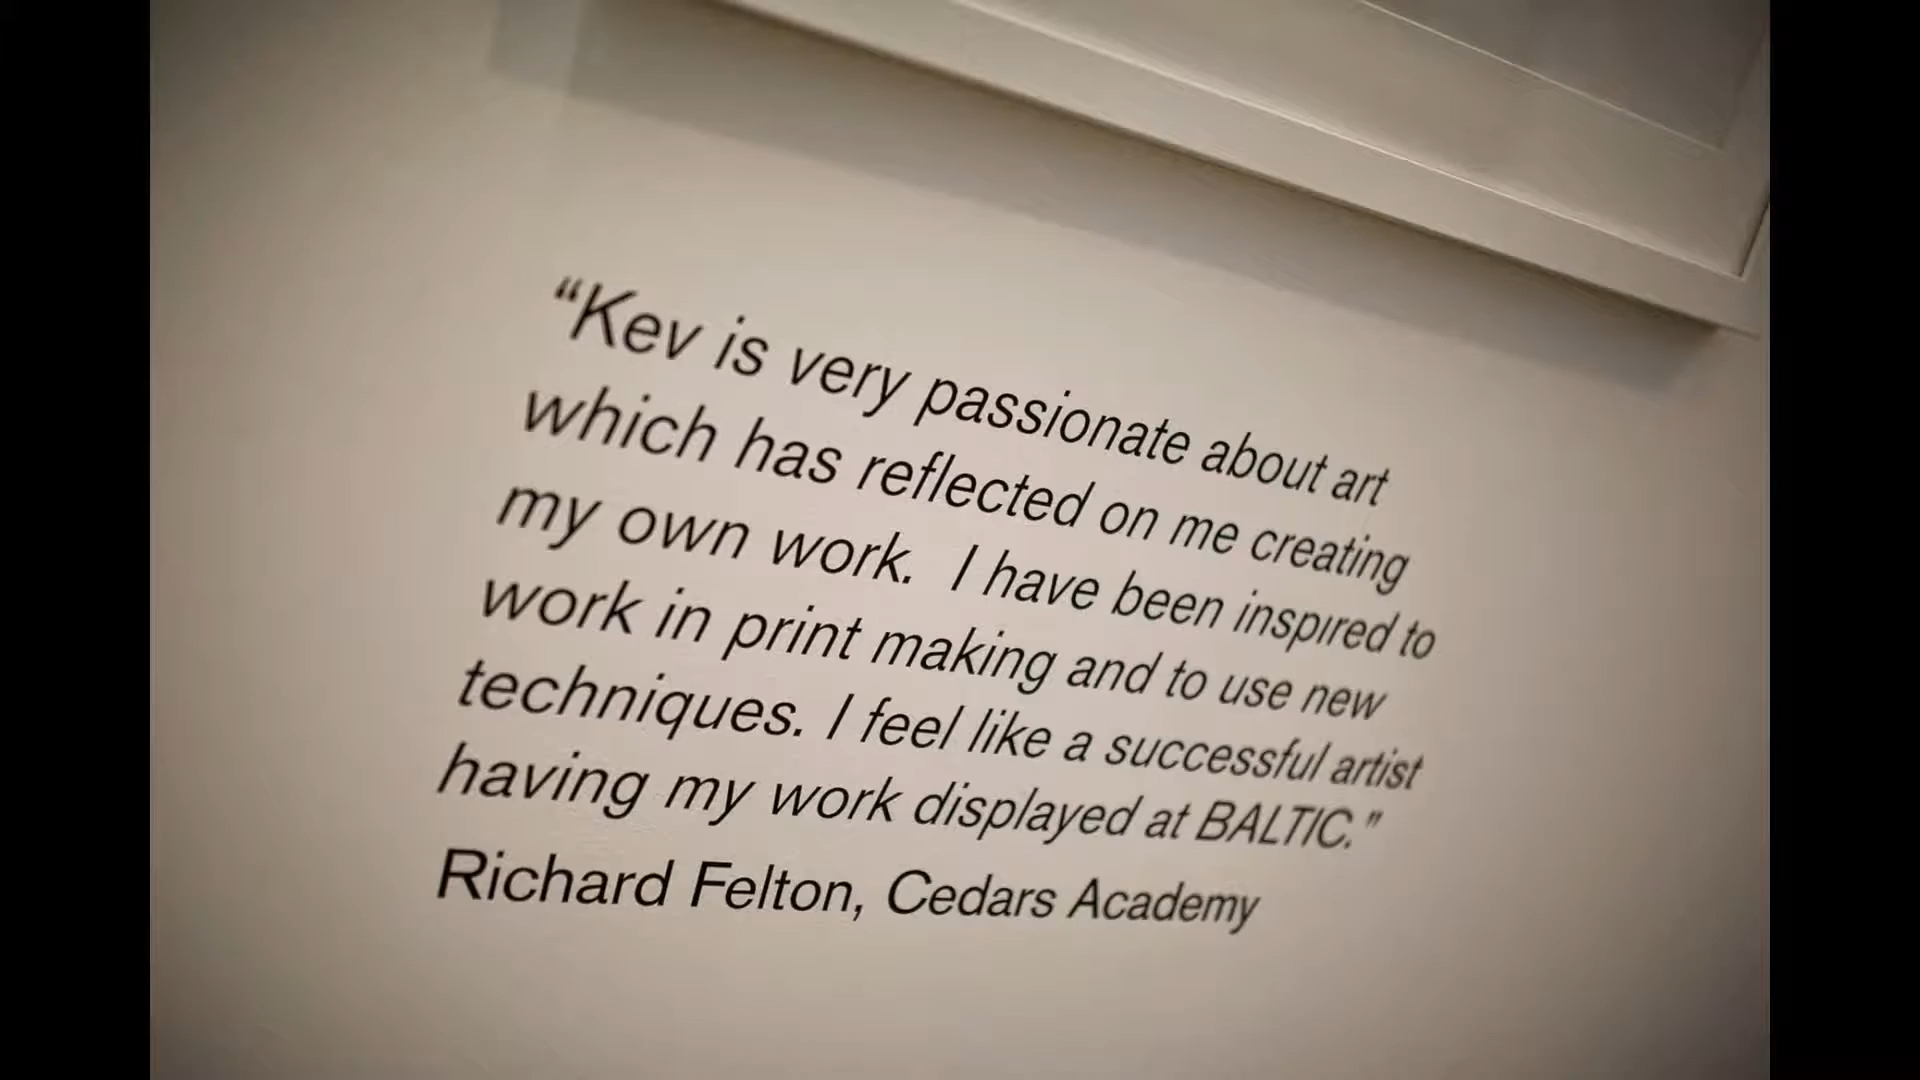 “Kev is very passionate about art
which has reflected on me creating
my own work.  I have been inspired to
work in print making and to use new
techniques. I feel like a successful artist
having my work displayed at BALTIC.”
Richard Felton, Cedars Academy